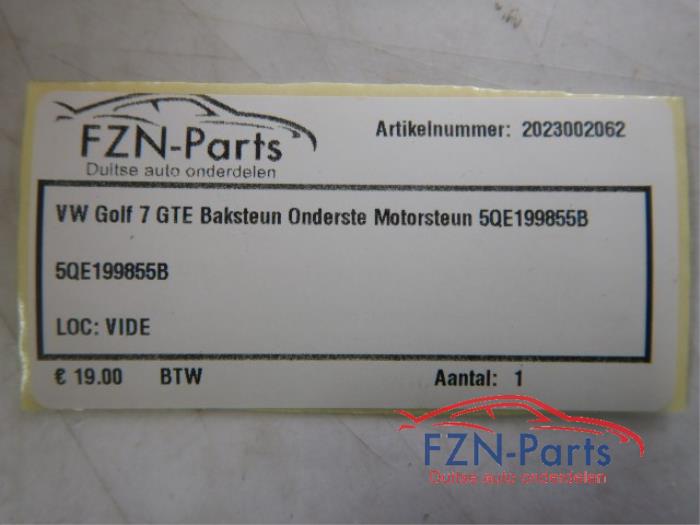 FZN-Parts
Duitse auto onderdelen
Artikelnummer: 2023002062
VW Golf 7 GTE Baksteun Onderste Motorsteun 5QE199855B
5QE199855B
LOC: VIDE
€ 19.00 BTW Aantal: 1
FZN-Parts
Duitse auto onderdelen